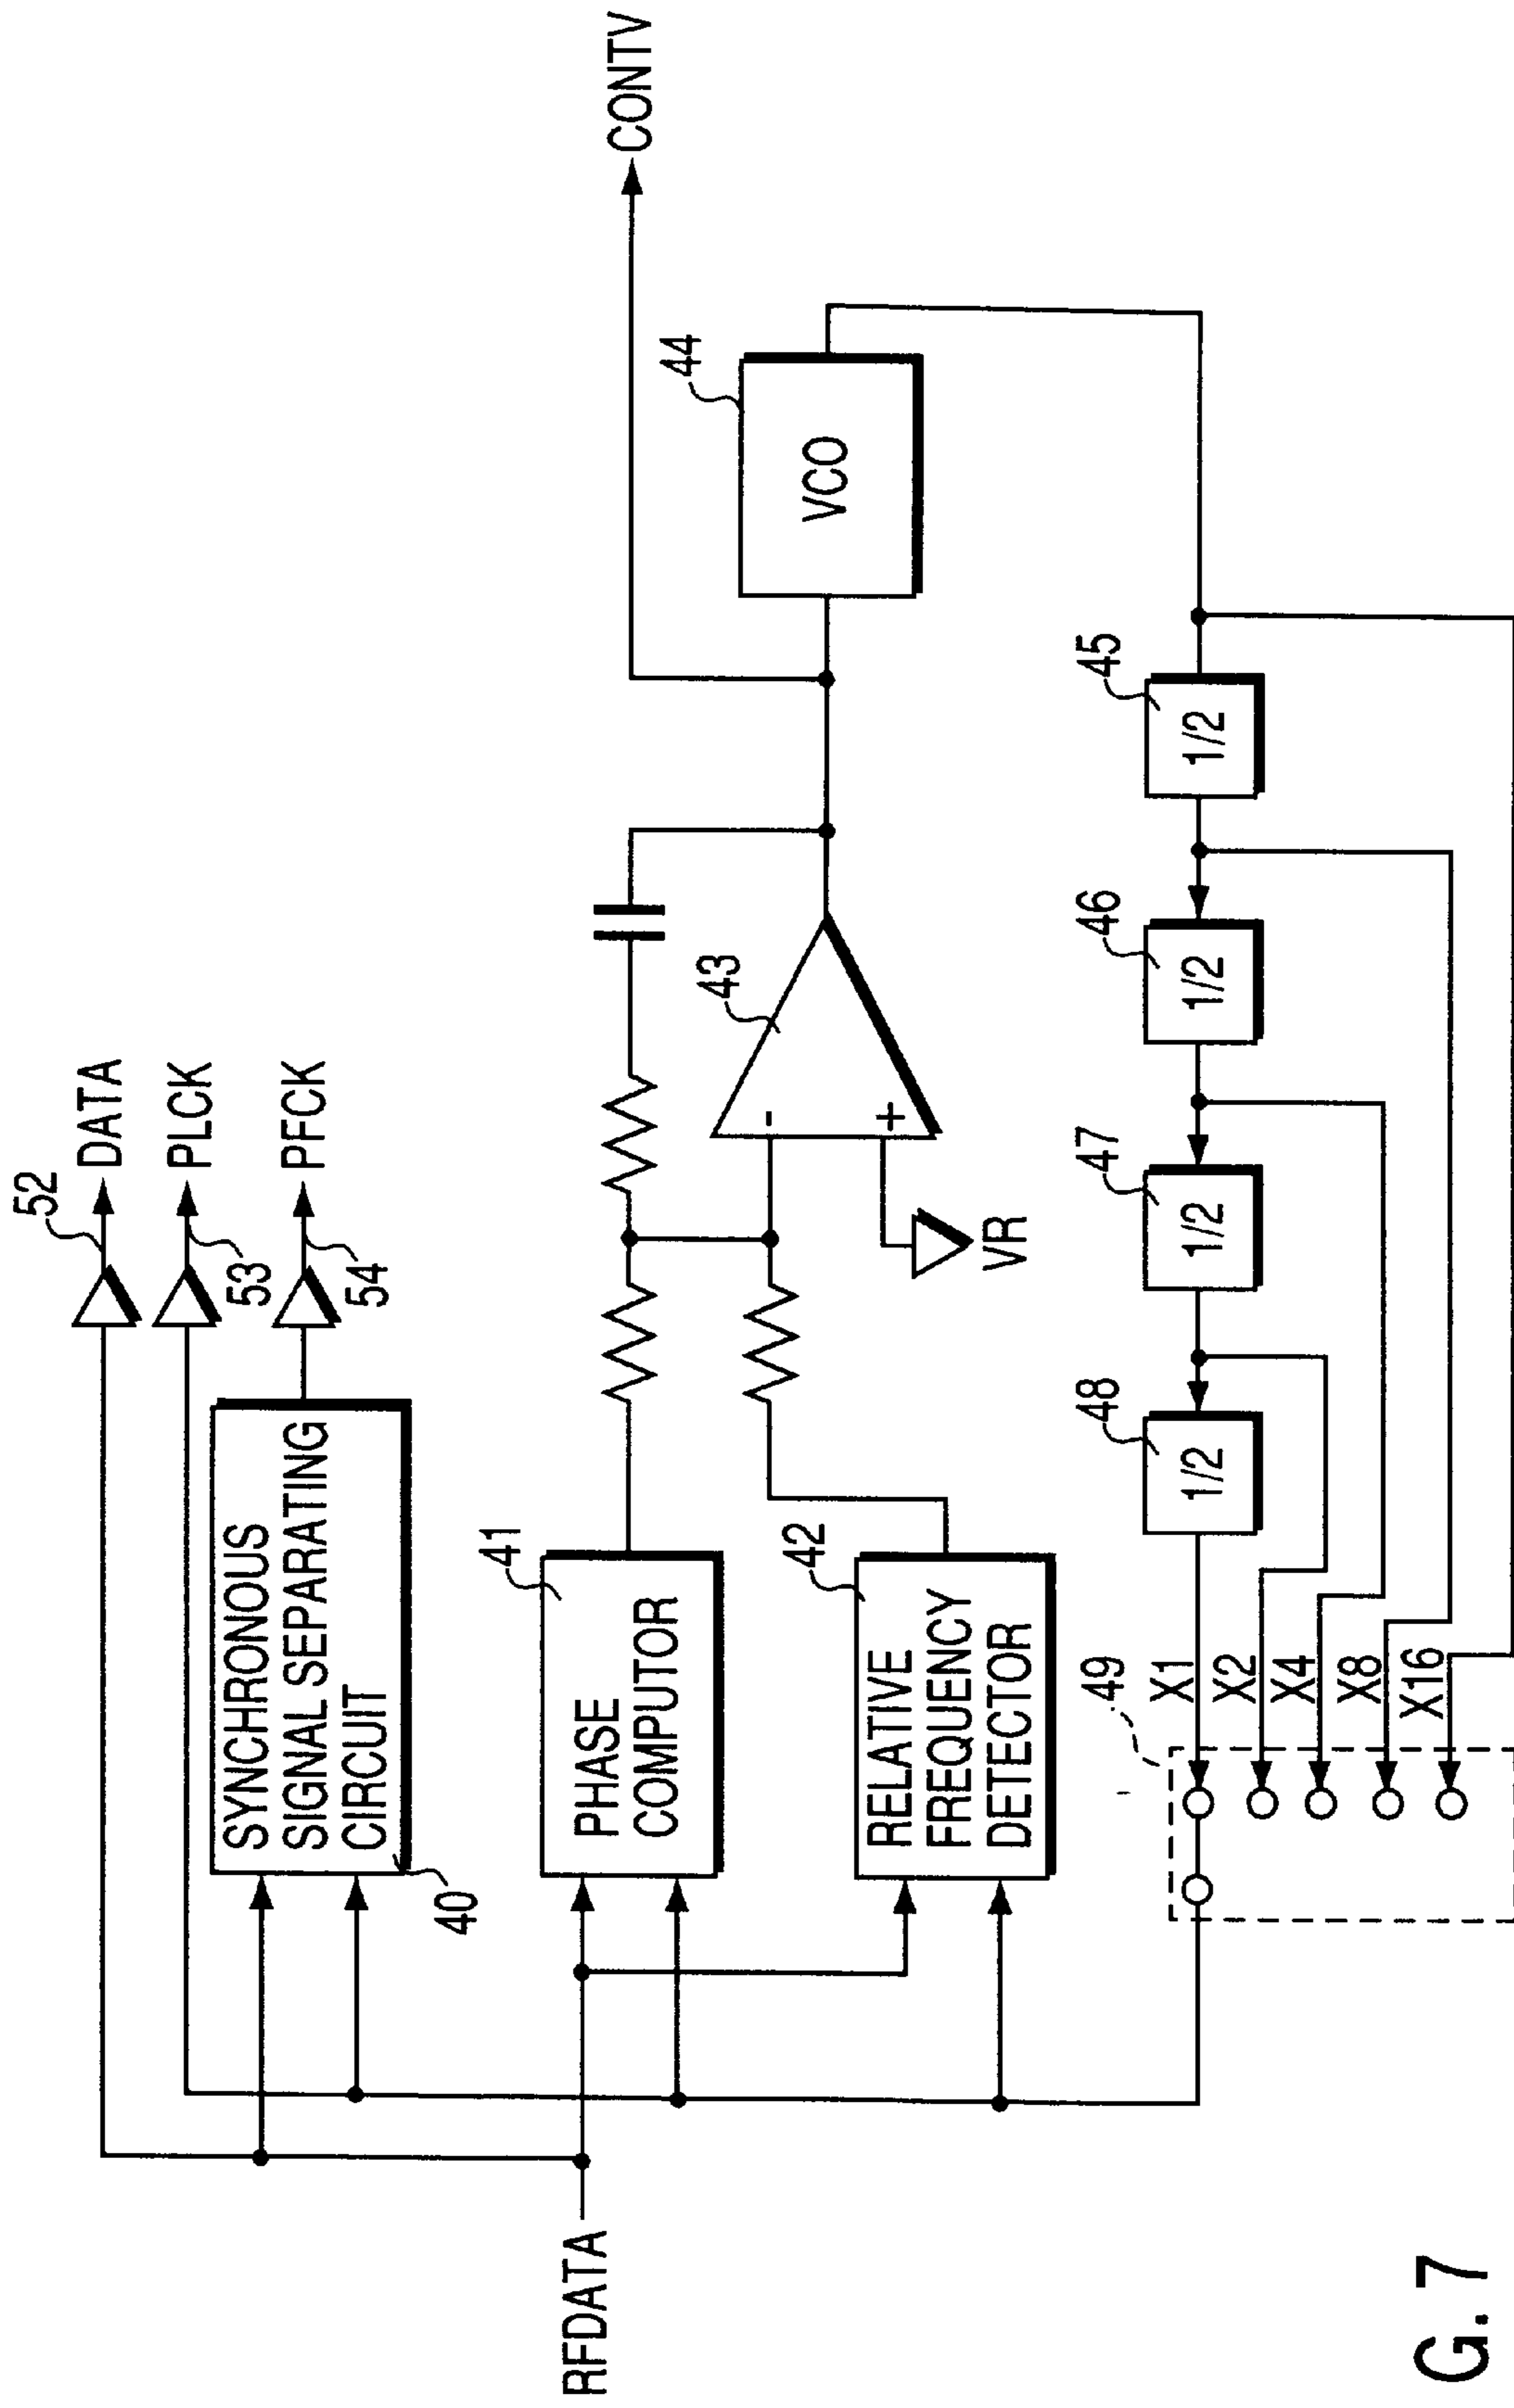 52
DATA
PLCK
53
PFCK
54
SYNCHRONOUS
SIGNAL SEPARATING
CIRCUIT
40
CONTV
RFDATA
41
PHASE
COMPUTOR
42
RELATIVE
FREQUENCY
DETECTOR
43
-
+
VR
44
VCO
45
1/2
46
1/2
47
1/2
48
1/2
49
X1
X2
X4
X8
X16
G. 7